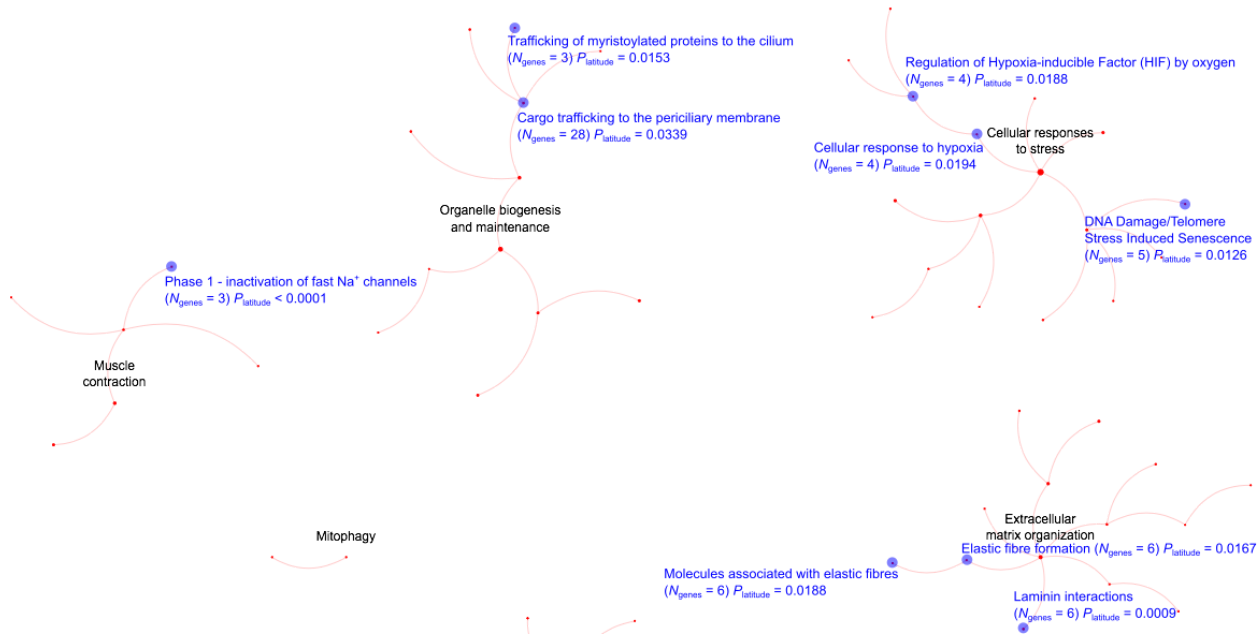 Trafficking of myristoylated proteins to the cilium
(Ngenes = 3) Platitude = 0.0153
Cargo trafficking to the periciliary membrane
(Ngenes = 28) Platitude = 0.0339
Organelle biogenesis
and maintenance
Regulation of Hypoxia-inducible Factor (HIF) by oxygen
(Ngenes = 4) Platitude = 0.0188
Cellular responses
to stress
Cellular response to hypoxia
(Ngenes = 4) Platitude = 0.0194
DNA Damage/Telomere
Stress Induced Senescence
(Ngenes = 5) Platitude = 0.0126
Phase 1 - inactivation of fast Na⁺ channels
(Ngenes = 3) Platitude < 0.0001
Muscle
contraction
Mitophagy
Extracellular
matrix organization
Elastic fibre formation (Ngenes = 6) Platitude = 0.0167
Molecules associated with elastic fibres
(Ngenes = 6) Platitude = 0.0188
Laminin interactions
(Ngenes = 6) Platitude = 0.0009